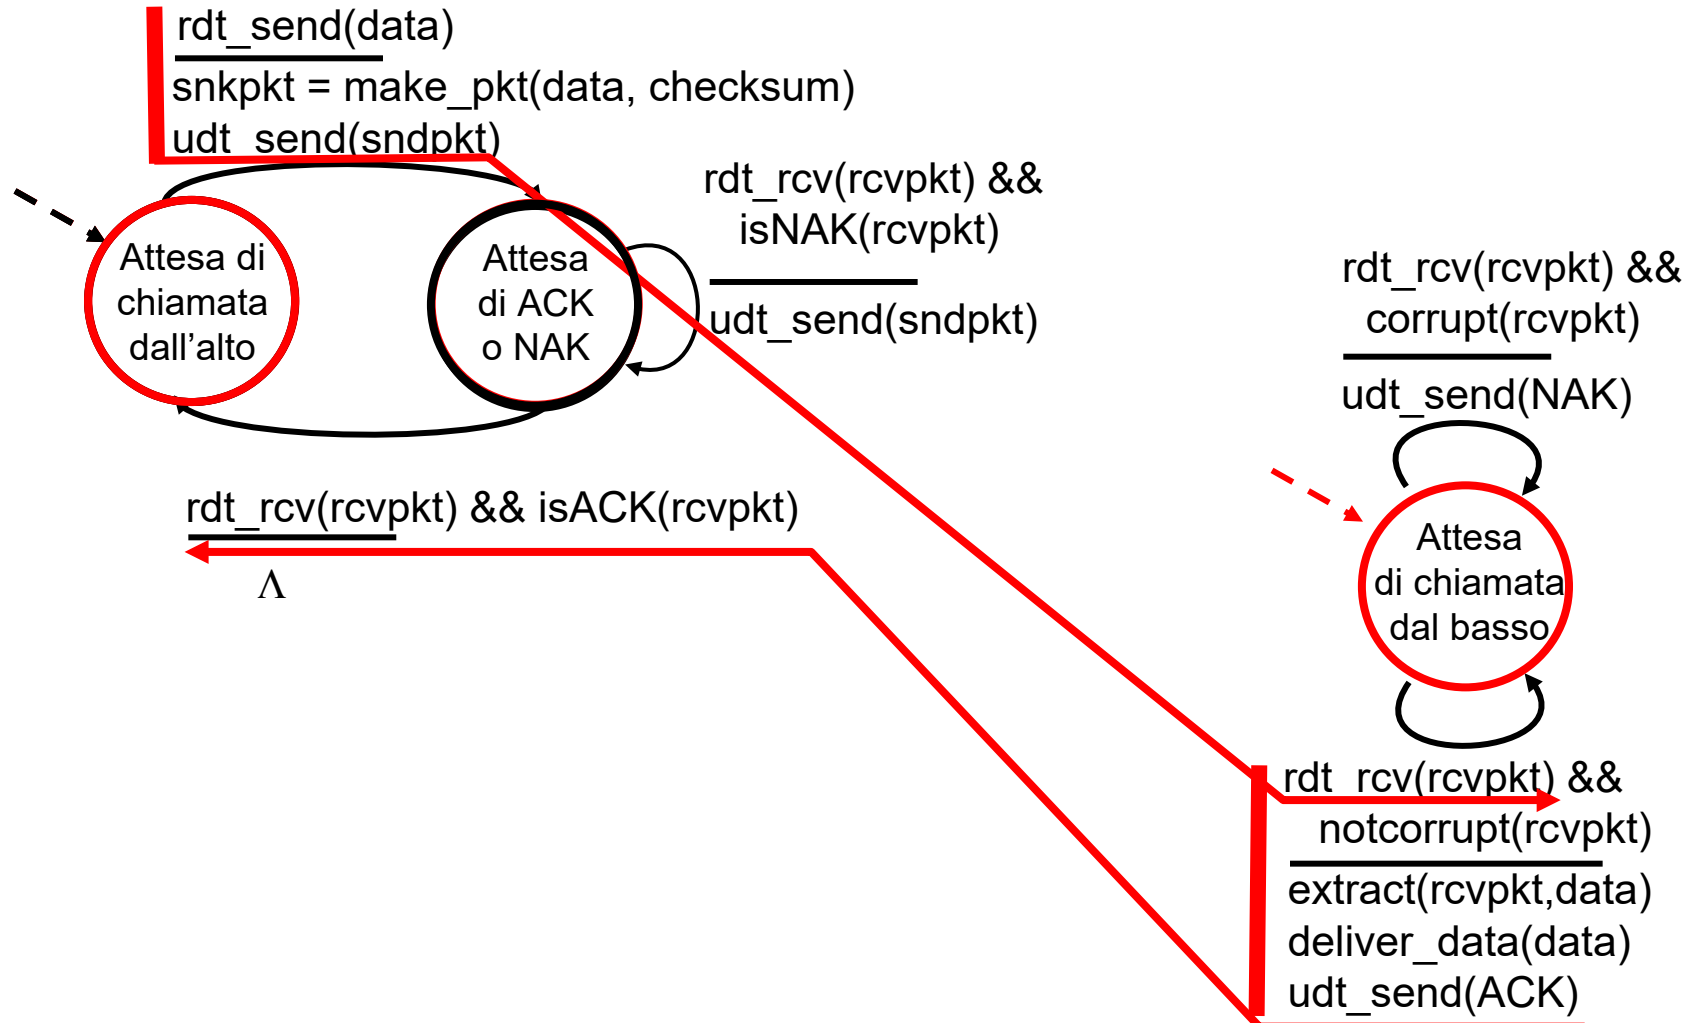 rdt_send(data)
snkpkt = make_pkt(data, checksum)
udt_send(sndpkt)
rdt_rcv(rcvpkt) &&
isNAK(rcvpkt)
udt_send(sndpkt)
Attesa di
chiamata
dall'alto
Attesa
di ACK
o NAK
rdt_rcv(rcvpkt) && isACK(rcvpkt)
Λ
rdt_rcv(rcvpkt) &&
corrupt(rcvpkt)
udt_send(NAK)
Attesa
di chiamata
dal basso
rdt_rcv(rcvpkt) &&
notcorrupt(rcvpkt)
extract(rcvpkt,data)
deliver_data(data)
udt_send(ACK)